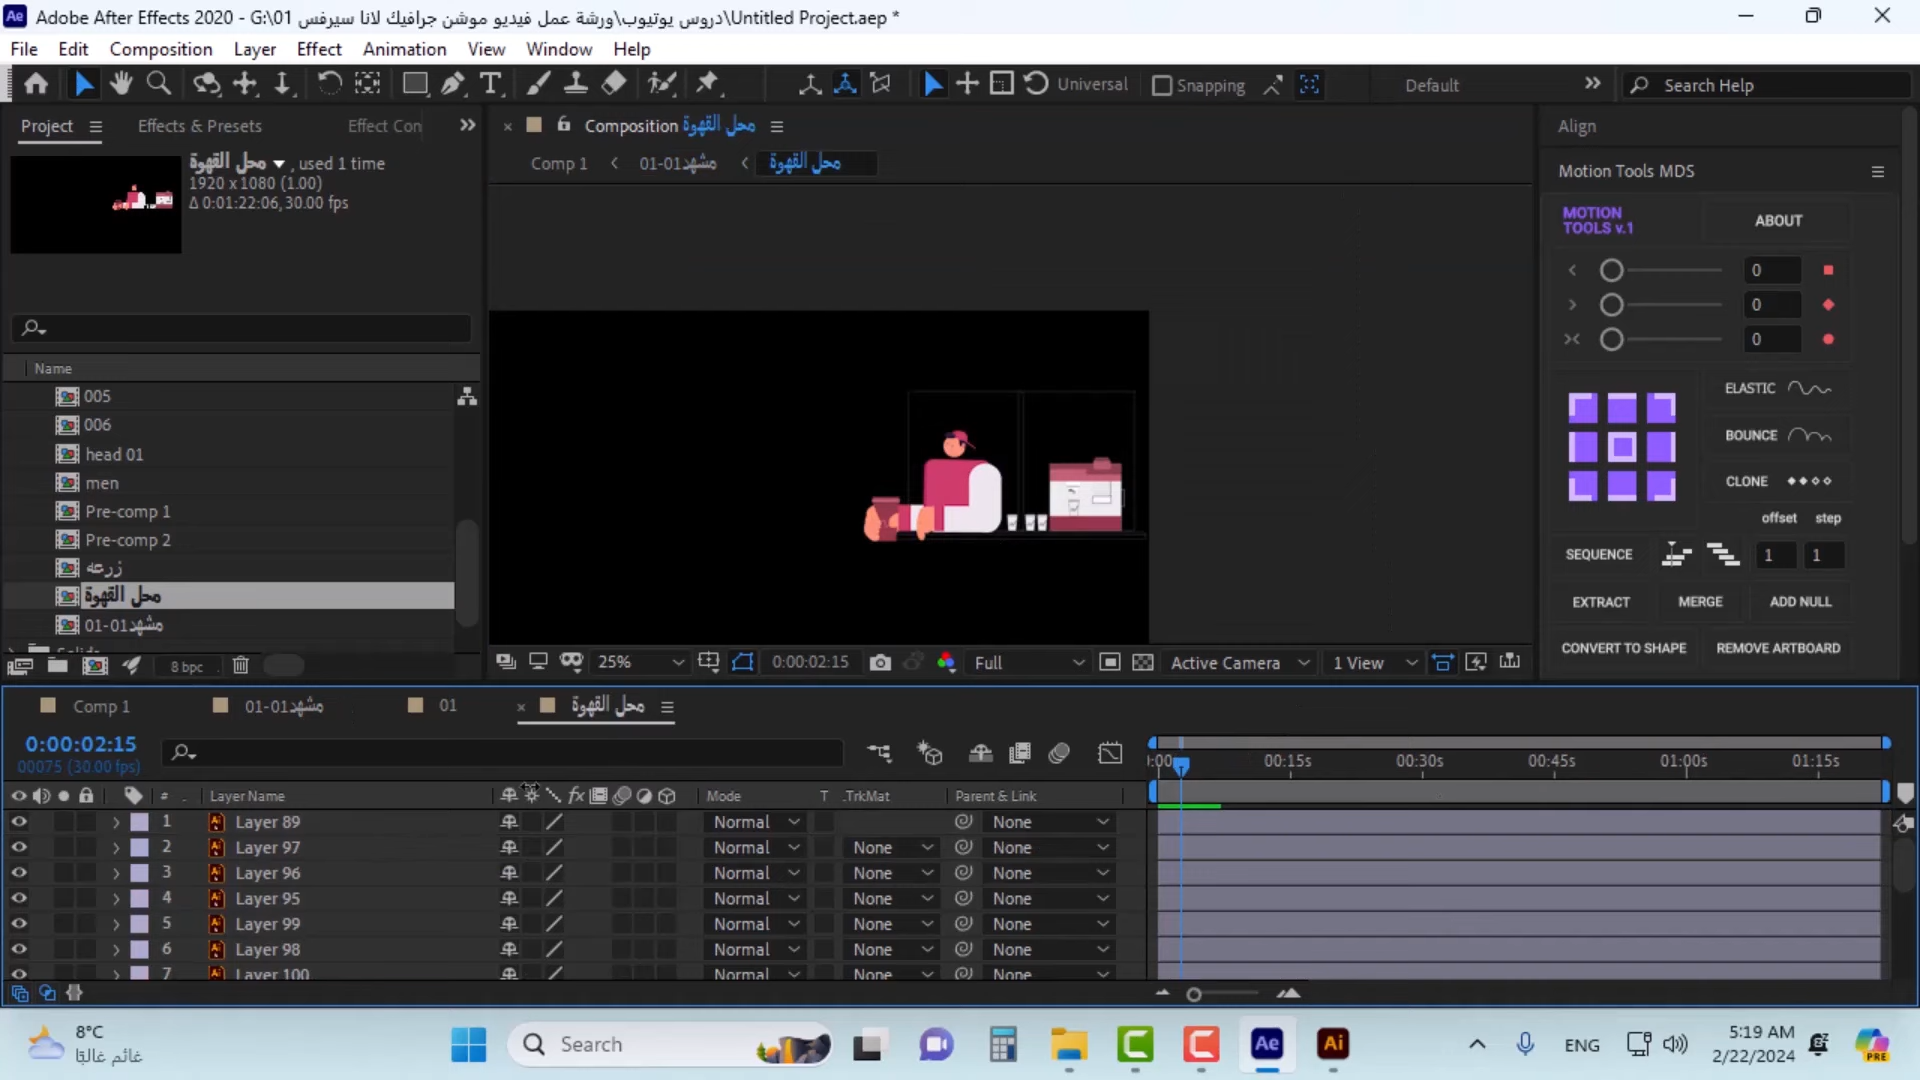 Adobe After Effects 2020 - G:\01 دروس يوتيوب\ورشة عمل فيديو موشن جرافيك لانا سيرفس\Untitled Project.aep *
File Edit Composition Layer Effect Animation View Window Help
Universal Snapping Default Search Help
Project Effects & Presets Effect Con
Composition محل القهوة
Comp 1 مشهد01-01 محل القهوة
محل القهوة , used 1 time
1920 x 1080 (1.00)
Δ 0:01:22:06, 30.00 fps
Name
005
006
head 01
men
Pre-comp 1
Pre-comp 2
زرعه
محل القهوة
مشهد01-01
8 bpc
25% 0:00:02:15 Full Active Camera 1 View
Align
Motion Tools MDS
MOTION TOOLS v.1 ABOUT
0
0
0
ELASTIC
BOUNCE
CLONE
offset step
SEQUENCE 1 1
EXTRACT MERGE ADD NULL
CONVERT TO SHAPE REMOVE ARTBOARD
Comp 1 مشهد01-01 01 محل القهوة
0:00:02:15
00075 (30.00 fps)
:00 00:15s 00:30s 00:45s 01:00s 01:15s
# Layer Name fx Mode T .TrkMat Parent & Link
1 Layer 89 Normal None
2 Layer 97 Normal None None
3 Layer 96 Normal None None
4 Layer 95 Normal None None
5 Layer 99 Normal None None
6 Layer 98 Normal None None
7 Layer 100 Normal None None
8°C
غائم غالبًا
Search
ENG
5:19 AM
2/22/2024
PRE